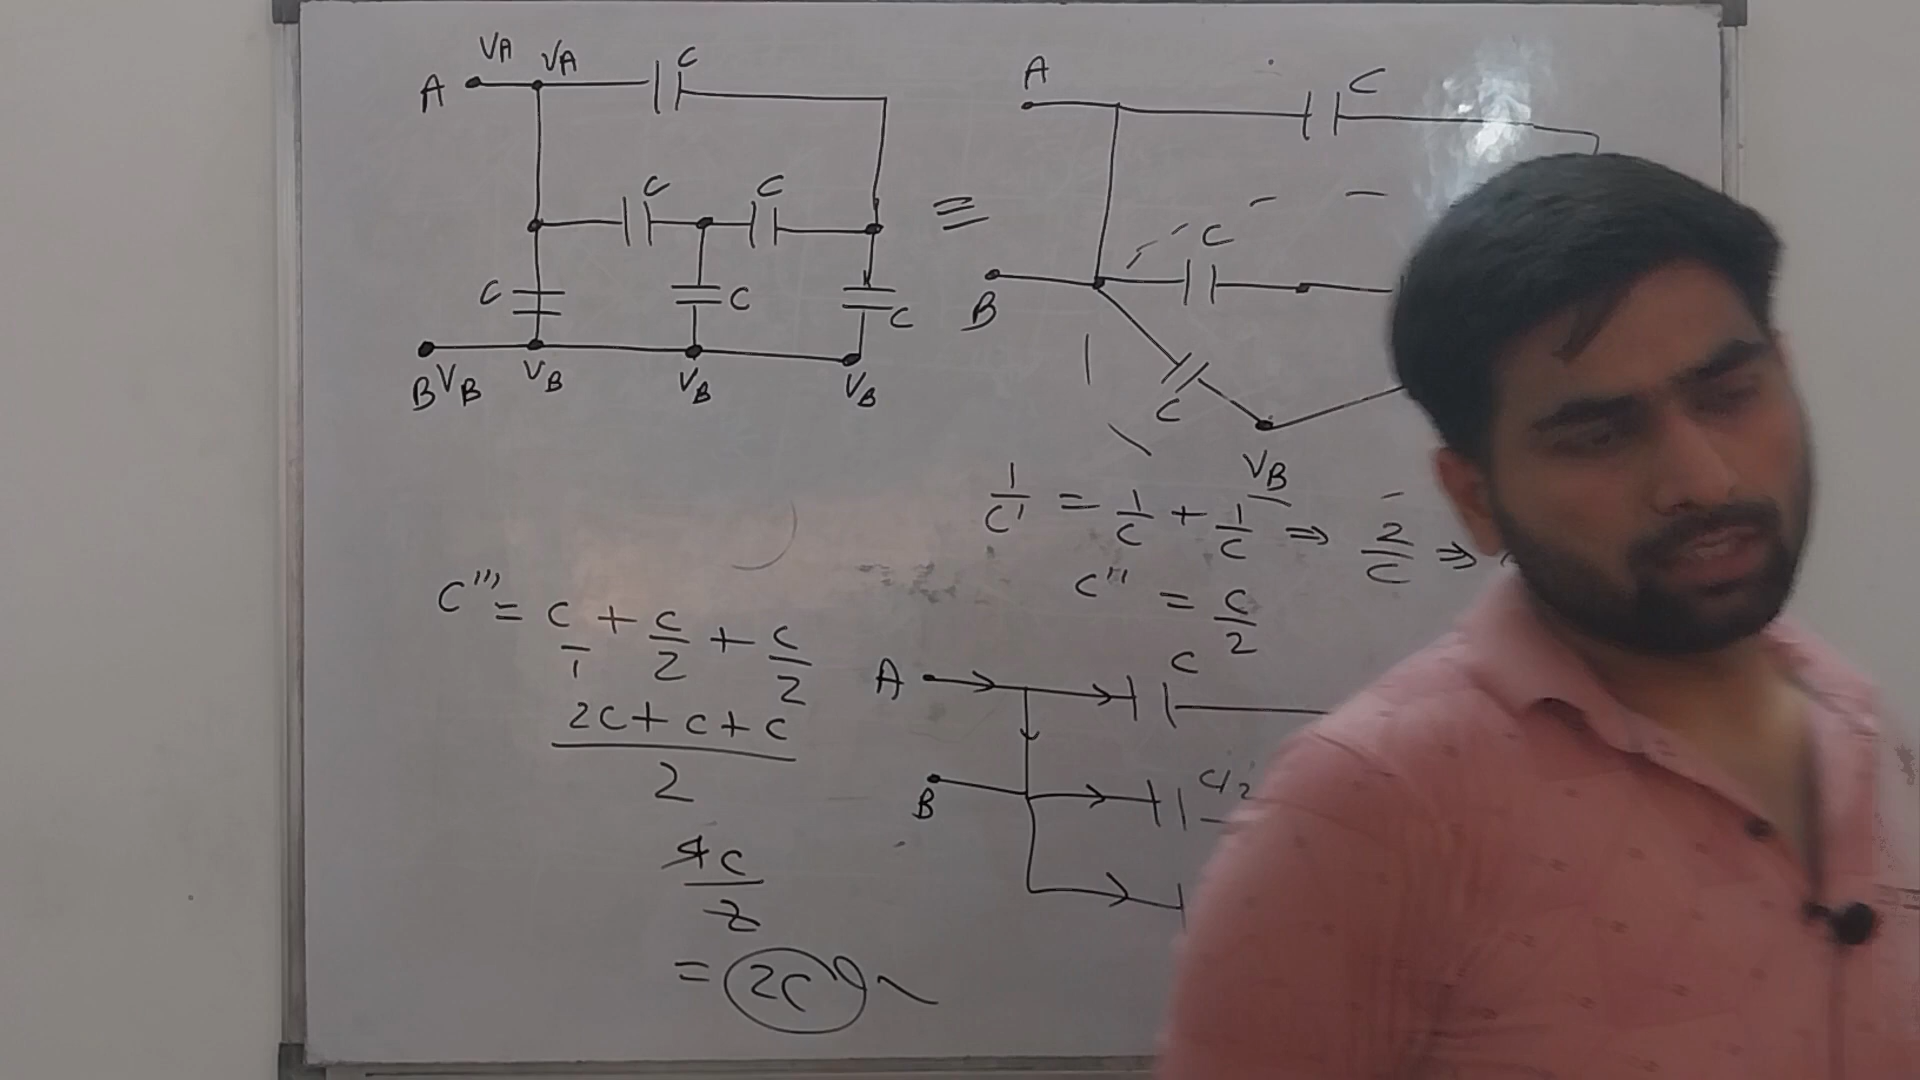 VA VA C
A
C C
C C C
B VB VB VB VB
≡
A C
C
B
C
VB
1/C' = 1/C + 1/C ⇒ 2/C ⇒
C'' = C/2
C''' = C/1 + C/2 + C/2
2C + C + C
2
4C
2
= 2C
A C
C/2
B